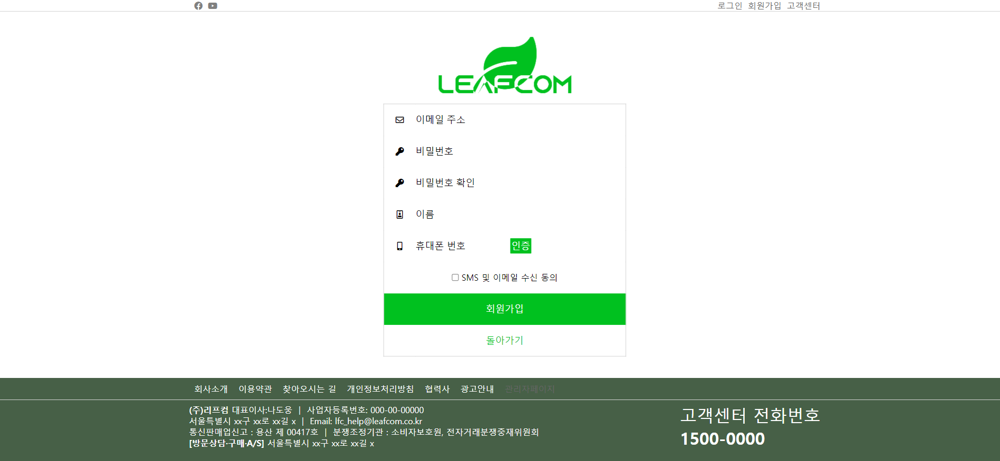 로그인 회원가입 고객센터
LEAFCOM
이메일 주소
비밀번호
비밀번호 확인
이름
휴대폰 번호 인증
SMS 및 이메일 수신 동의
회원가입
돌아가기
회사소개 이용약관 찾아오시는 길 개인정보처리방침 협력사 광고안내 관리자페이지
(주)리프컴 대표이사:나도웅 | 사업자등록번호: 000-00-00000
서울특별시 xx구 xx로 xx길 x | Email: lfc_help@leafcom.co.kr
통신판매업신고 : 용산 제 00417호 | 분쟁조정기관 : 소비자보호원, 전자거래분쟁중재위원회
[방문상담·구매·A/S] 서울특별시 xx구 xx로 xx길 x
고객센터 전화번호
1500-0000